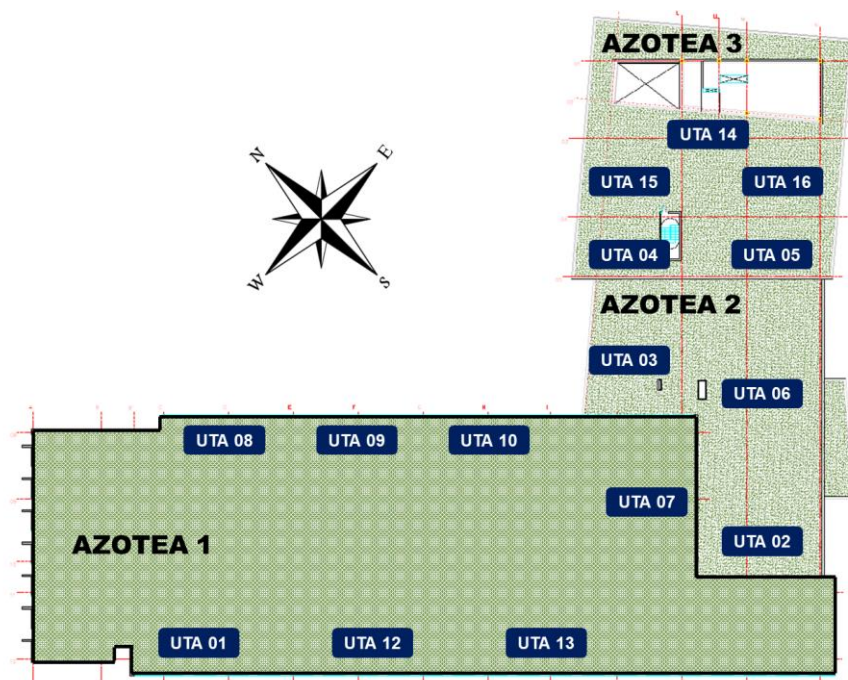 AZOTEA 3
UTA 14
UTA 15
UTA 16
N
E
W
S
UTA 04
UTA 05
AZOTEA 2
UTA 03
UTA 06
UTA 08
UTA 09
UTA 10
UTA 07
AZOTEA 1
UTA 02
UTA 01
UTA 12
UTA 13